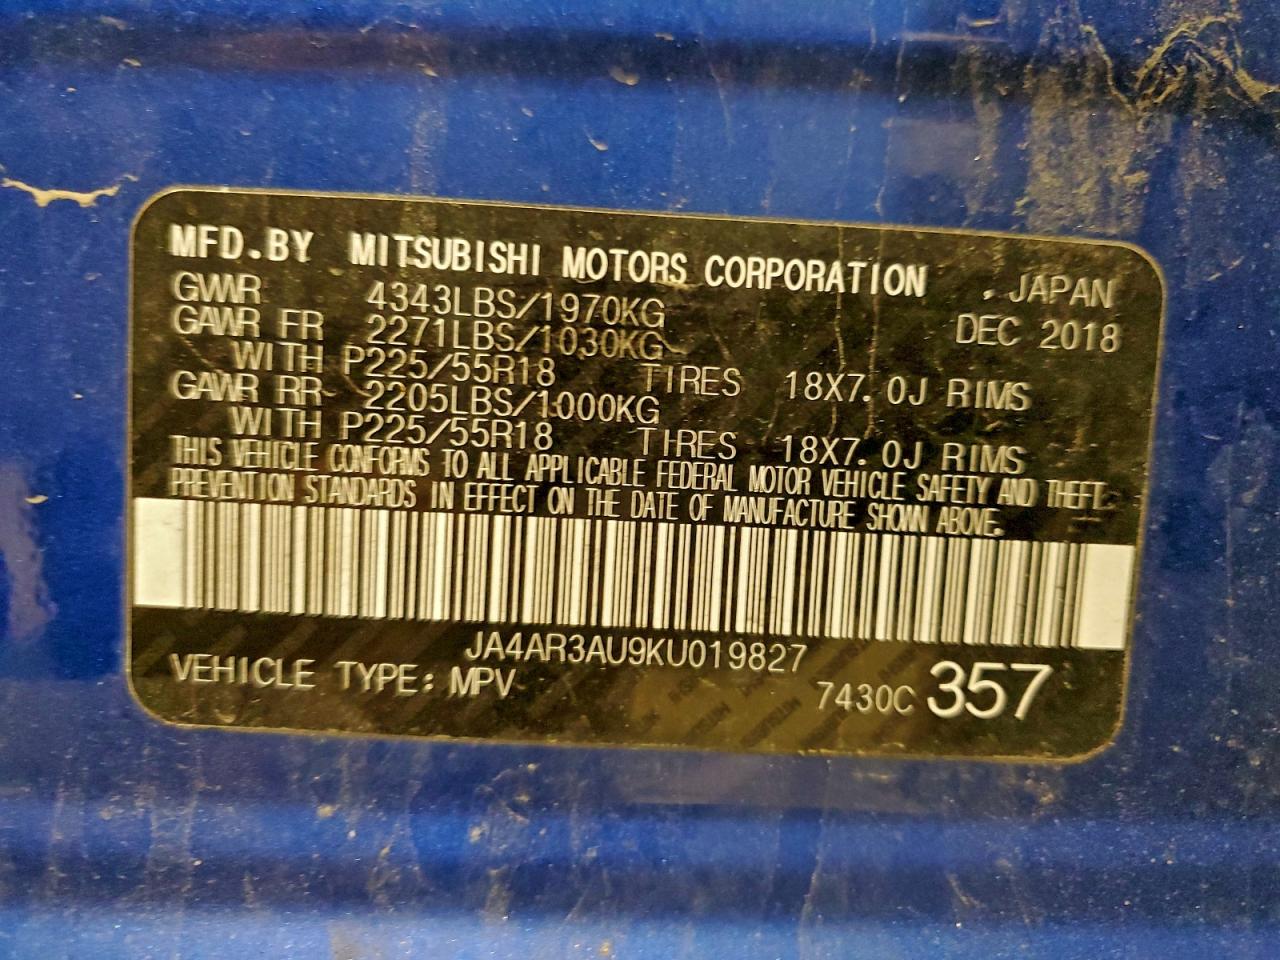 MFD.BY MITSUBISHI MOTORS CORPORATION , JAPAN
GVWR 4343LBS/1970KG DEC 2018
GAWR FR 2271LBS/1030KG
WITH P225/55R18 TIRES 18X7.0J RIMS
GAWR RR 2205LBS/1000KG
WITH P225/55R18 TIRES 18X7.0J RIMS
THIS VEHICLE CONFORMS TO ALL APPLICABLE FEDERAL MOTOR VEHICLE SAFETY AND THEFT
PREVENTION STANDARDS IN EFFECT ON THE DATE OF MANUFACTURE SHOWN ABOVE.
JA4AR3AU9KU019827
VEHICLE TYPE: MPV 7430C 357